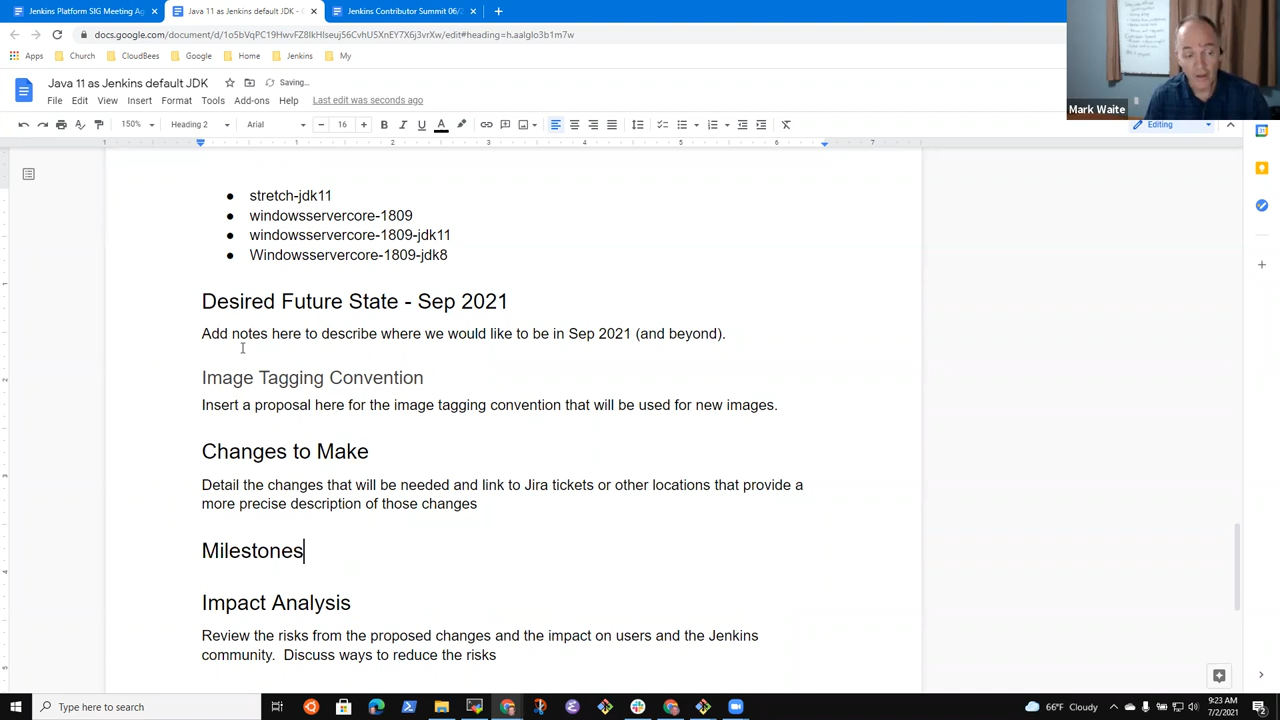 Jenkins Platform SIG Meeting Ag
Java 11 as Jenkins default JDK - G
Jenkins Contributor Summit 06/
Apps
Church
CloudBees
Google
Home
Jenkins
My
Java 11 as Jenkins default JDK
Saving...
File Edit View Insert Format Tools Add-ons Help Last edit was seconds ago
150% Heading 2 Arial 16
Editing
Mark Waite
1 1 2 3 4 5 6 7
stretch-jdk11
windowsservercore-1809
windowsservercore-1809-jdk11
Windowsservercore-1809-jdk8
Desired Future State - Sep 2021
Add notes here to describe where we would like to be in Sep 2021 (and beyond).
Image Tagging Convention
Insert a proposal here for the image tagging convention that will be used for new images.
Changes to Make
Detail the changes that will be needed and link to Jira tickets or other locations that provide a
more precise description of those changes
Milestones
Impact Analysis
Review the risks from the proposed changes and the impact on users and the Jenkins
community. Discuss ways to reduce the risks
Type here to search
66°F Cloudy
9:23 AM
7/2/2021